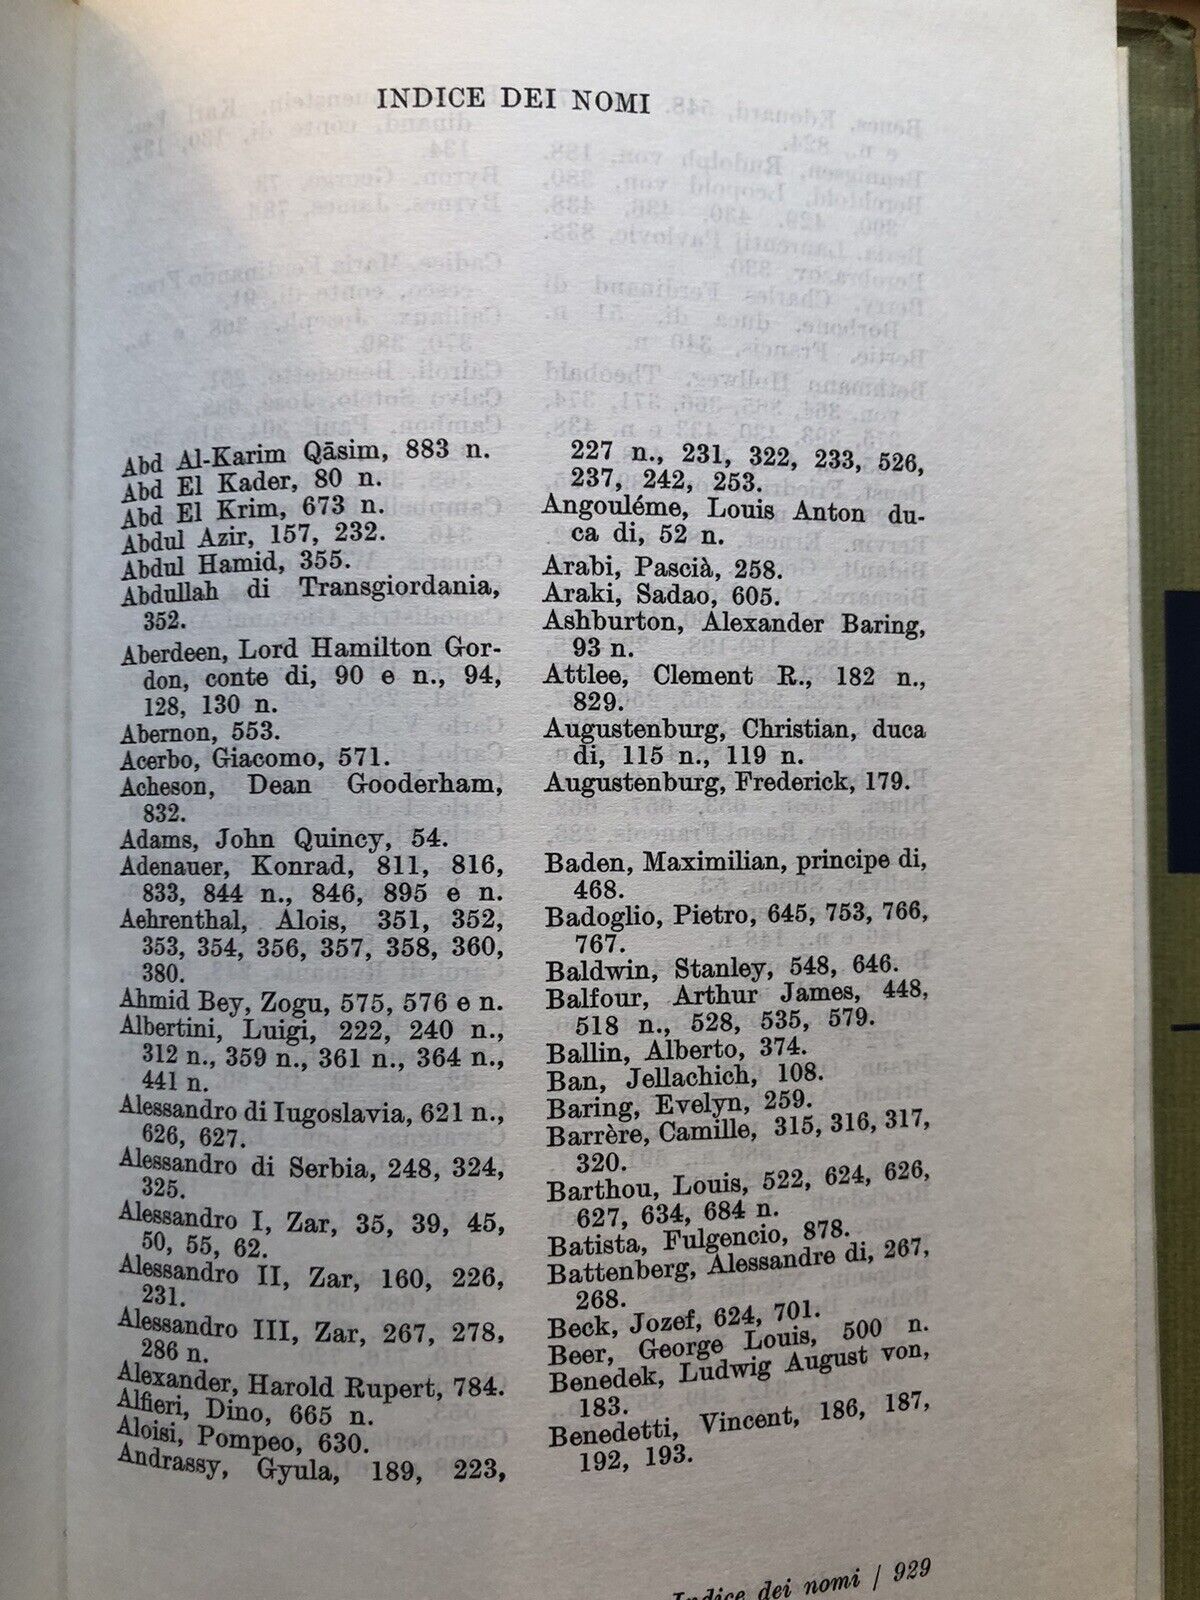 INDICE DEI NOMI
Abd Al-Karim Qāsim, 883 n.
Abd El Kader, 80 n.
Abd El Krim, 673 n.
Abdul Azir, 157, 232.
Abdul Hamid, 355.
Abdullah di Transgiordania,
352.
Aberdeen, Lord Hamilton Gor-
don, conte di, 90 e n., 94,
128, 130 n.
Abernon, 553.
Acerbo, Giacomo, 571.
Acheson, Dean Gooderham,
832.
Adams, John Quincy, 54.
Adenauer, Konrad, 811, 816,
833, 844 n., 846, 895 e n.
Aehrenthal, Alois, 351, 352,
353, 354, 356, 357, 358, 360,
380.
Ahmid Bey, Zogu, 575, 576 e n.
Albertini, Luigi, 222, 240 n.,
312 n., 359 n., 361 n., 364 n.,
441 n.
Alessandro di Iugoslavia, 621 n.,
626, 627.
Alessandro di Serbia, 248, 324,
325.
Alessandro I, Zar, 35, 39, 45,
50, 55, 62.
Alessandro II, Zar, 160, 226,
231.
Alessandro III, Zar, 267, 278,
286 n.
Alexander, Harold Rupert, 784.
Alfieri, Dino, 665 n.
Aloisi, Pompeo, 630.
Andrassy, Gyula, 189, 223,
227 n., 231, 322, 233, 526,
237, 242, 253.
Angouléme, Louis Anton du-
ca di, 52 n.
Arabi, Pascià, 258.
Araki, Sadao, 605.
Ashburton, Alexander Baring,
93 n.
Attlee, Clement R., 182 n.,
829.
Augustenburg, Christian, duca
di, 115 n., 119 n.
Augustenburg, Frederick, 179.
Baden, Maximilian, principe di,
468.
Badoglio, Pietro, 645, 753, 766,
767.
Baldwin, Stanley, 548, 646.
Balfour, Arthur James, 448,
518 n., 528, 535, 579.
Ballin, Alberto, 374.
Ban, Jellachich, 108.
Baring, Evelyn, 259.
Barrère, Camille, 315, 316, 317,
320.
Barthou, Louis, 522, 624, 626,
627, 634, 684 n.
Batista, Fulgencio, 878.
Battenberg, Alessandre di, 267,
268.
Beck, Jozef, 624, 701.
Beer, George Louis, 500 n.
Benedek, Ludwig August von,
183.
Benedetti, Vincent, 186, 187,
192, 193.
Indice dei nomi / 929